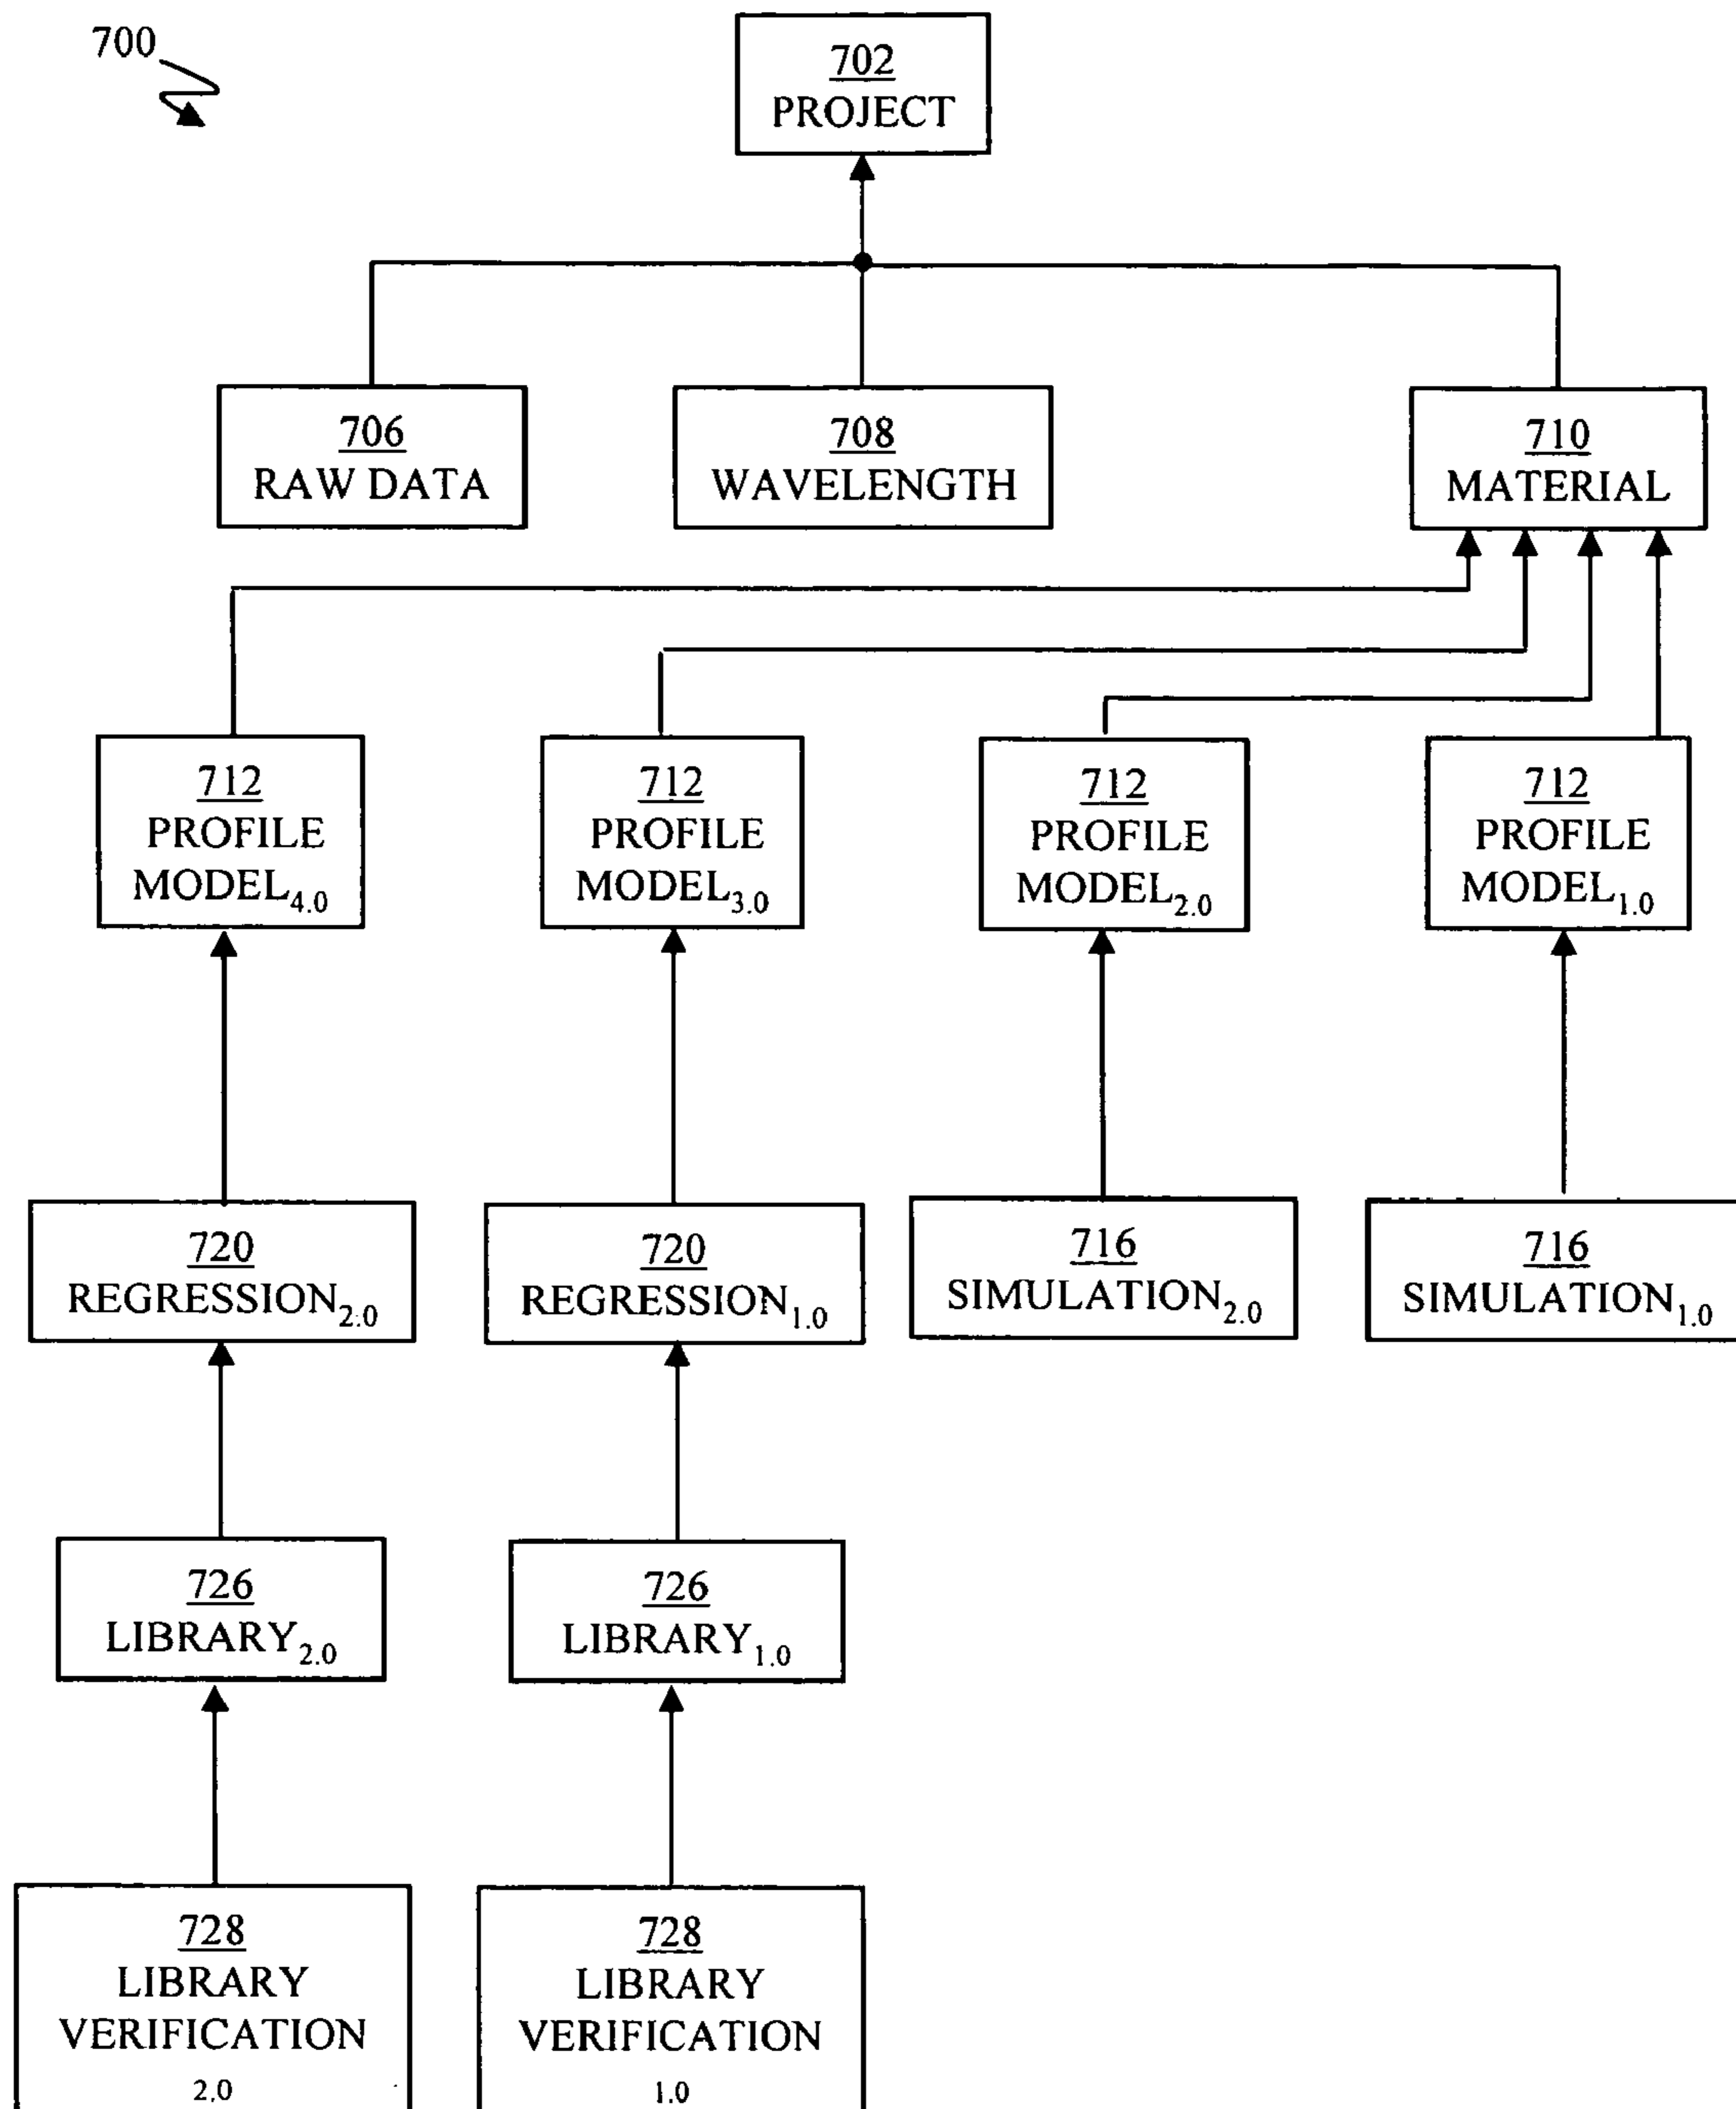 700
702
PROJECT
706
RAW DATA
708
WAVELENGTH
710
MATERIAL
712
PROFILE
MODEL4.0
712
PROFILE
MODEL3.0
712
PROFILE
MODEL2.0
712
PROFILE
MODEL1.0
720
REGRESSION2.0
720
REGRESSION1.0
716
SIMULATION2.0
716
SIMULATION1.0
726
LIBRARY2.0
726
LIBRARY1.0
728
LIBRARY
VERIFICATION
2.0
728
LIBRARY
VERIFICATION
1.0